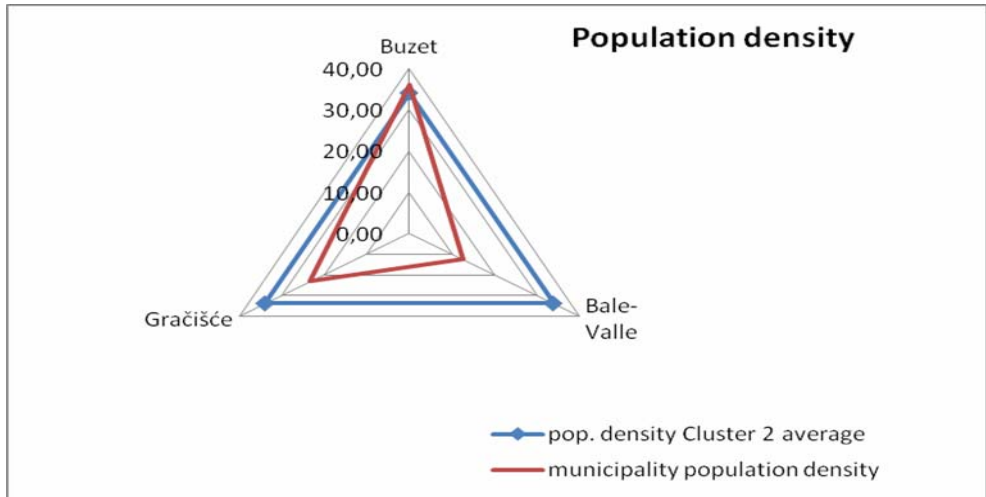 Population density
Buzet
40,00
30,00
20,00
10,00
0,00
Gračišće
Bale-
Valle
pop. density Cluster 2 average
municipality population density